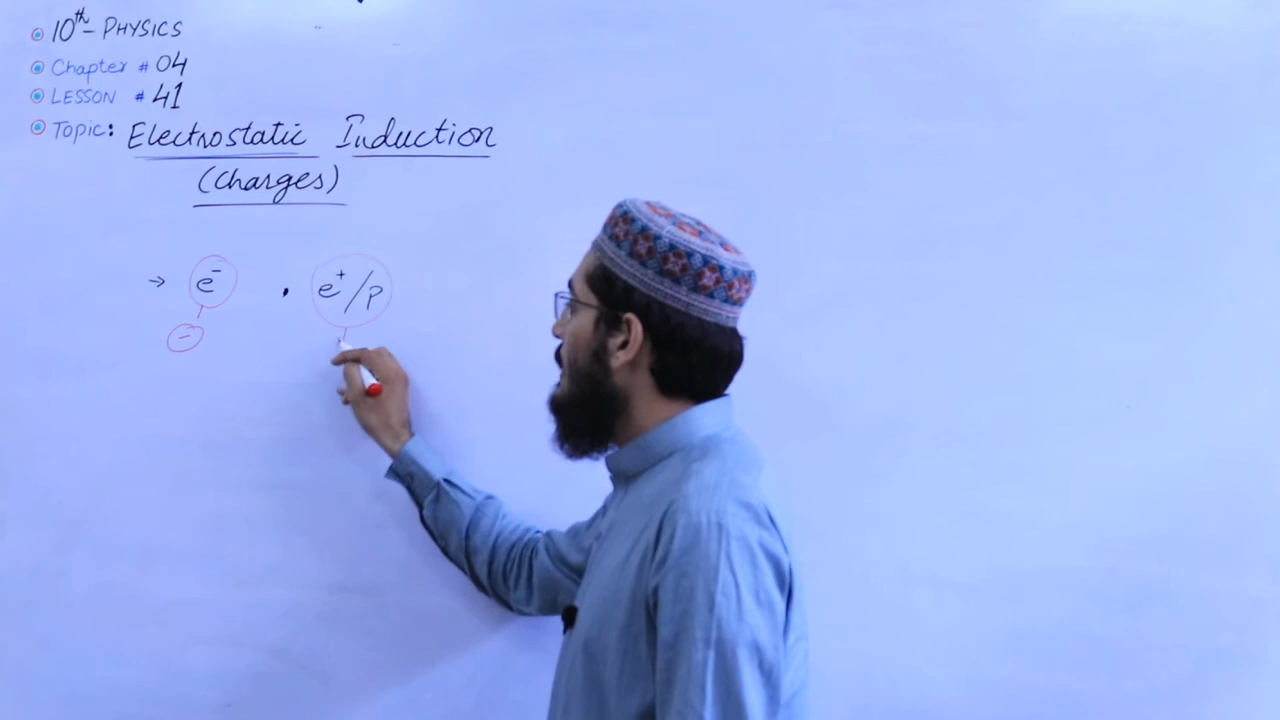 10th - PHYSICS
Chapter # 04
LESSON # 41
Topic: Electrostatic Induction
(Charges)
→ e⁻ . e⁺/p
-